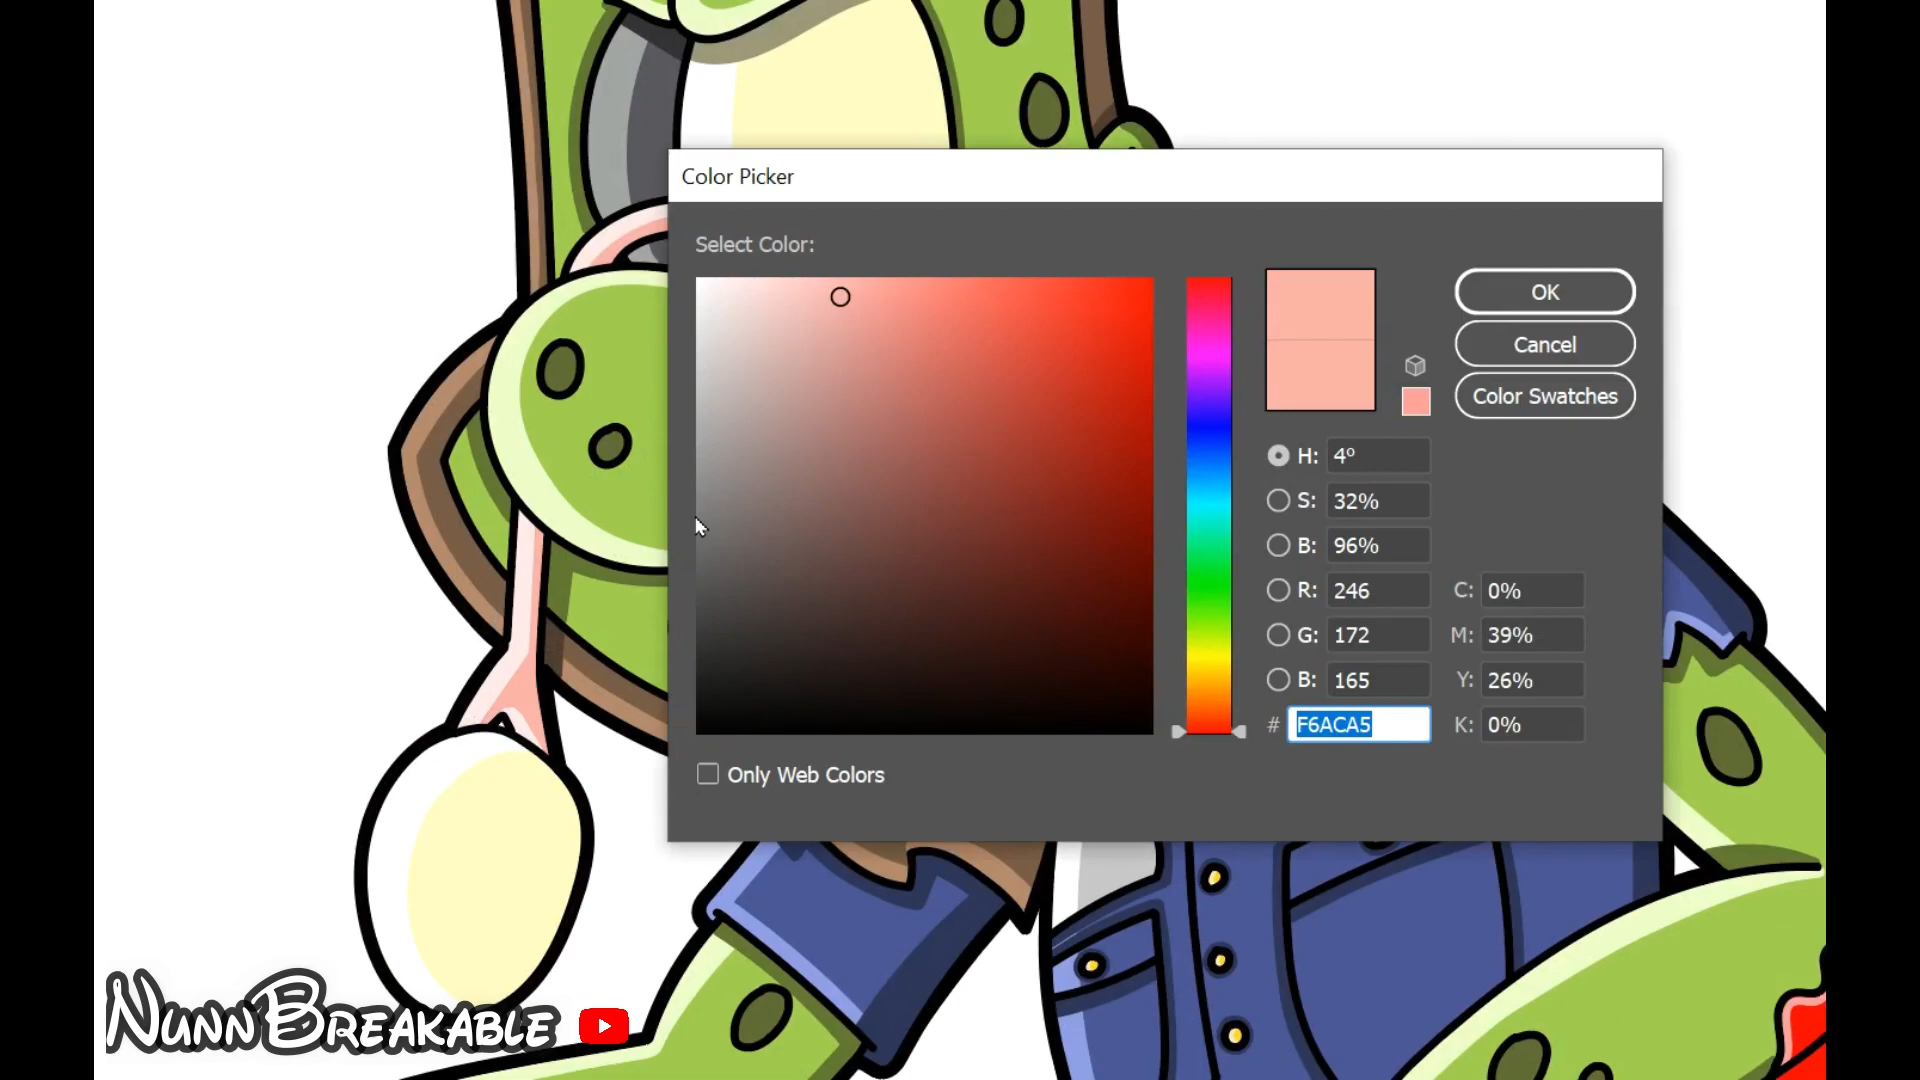 Color Picker
Select Color:
OK
Cancel
Color Swatches
H: 4°
S: 32%
B: 96%
R: 246 C: 0%
G: 172 M: 39%
B: 165 Y: 26%
# F6ACA5 K: 0%
Only Web Colors
NUNNBREAKABLE